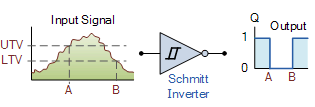 Input Signal
UTV
LTV
A
B
Schmitt
Inverter
Q
Output
1
0
A
B